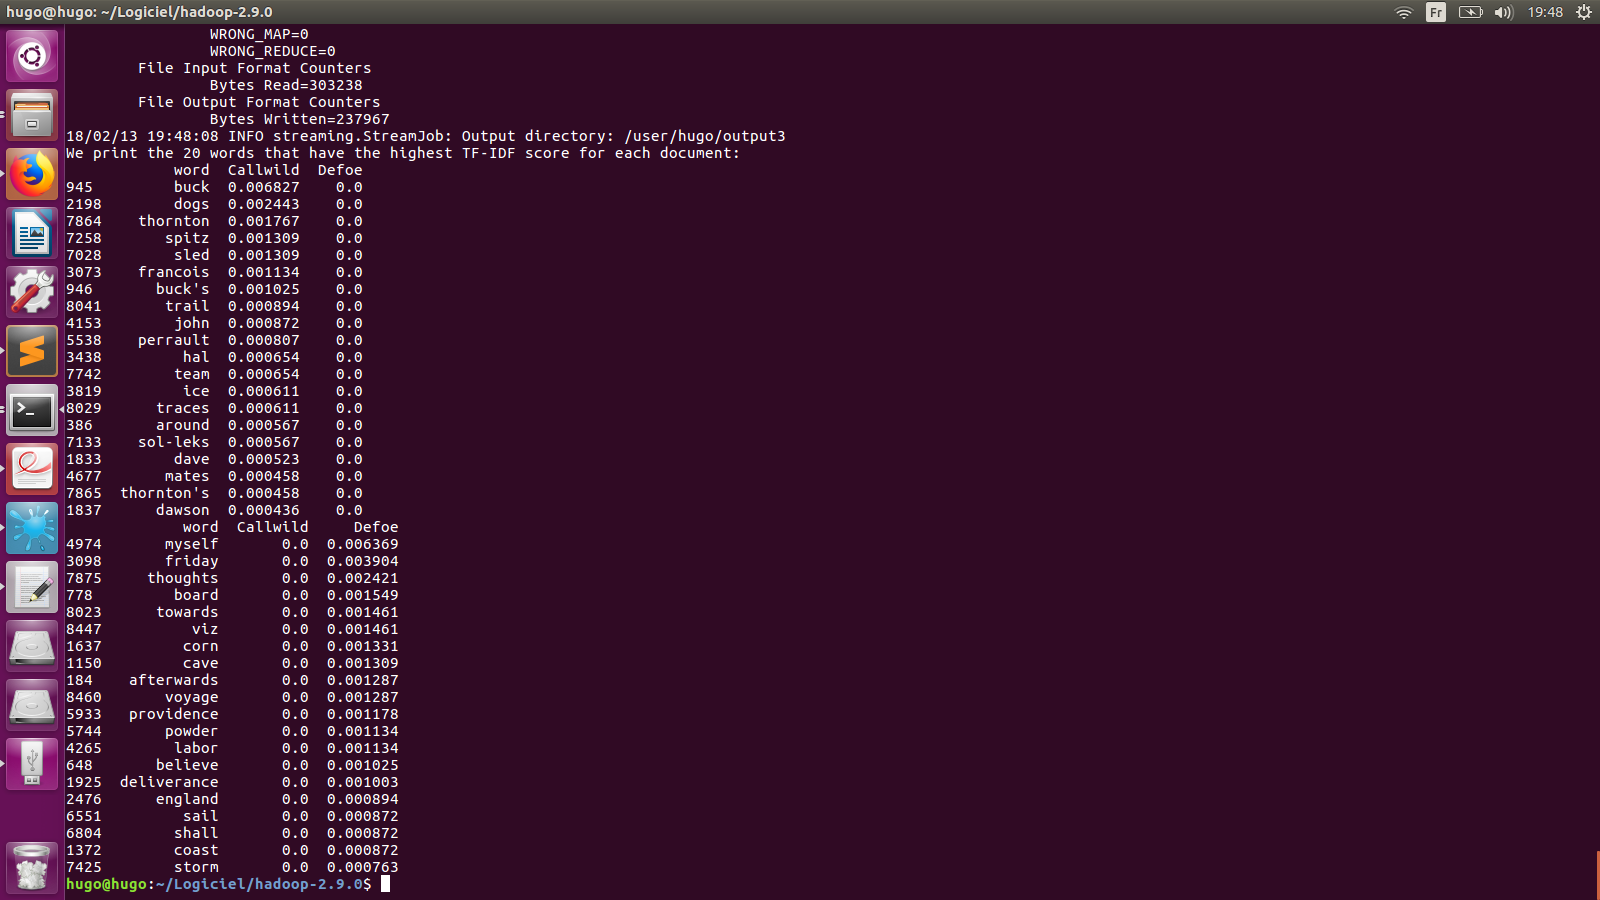 hugo@hugo: ~/Logiciel/hadoop-2.9.0 Fr 19:48
WRONG_MAP=0
WRONG_REDUCE=0
File Input Format Counters
Bytes Read=303238
File Output Format Counters
Bytes Written=237967
18/02/13 19:48:08 INFO streaming.StreamJob: Output directory: /user/hugo/output3
We print the 20 words that have the highest TF-IDF score for each document:
word Callwild Defoe
945 buck 0.006827 0.0
2198 dogs 0.002443 0.0
7864 thornton 0.001767 0.0
7258 spitz 0.001309 0.0
7028 sled 0.001309 0.0
3073 francois 0.001134 0.0
946 buck's 0.001025 0.0
8041 trail 0.000894 0.0
4153 john 0.000872 0.0
5538 perrault 0.000807 0.0
3438 hal 0.000654 0.0
7742 team 0.000654 0.0
3819 ice 0.000611 0.0
8029 traces 0.000611 0.0
386 around 0.000567 0.0
7133 sol-leks 0.000567 0.0
1833 dave 0.000523 0.0
4677 mates 0.000458 0.0
7865 thornton's 0.000458 0.0
1837 dawson 0.000436 0.0
word Callwild Defoe
4974 myself 0.0 0.006369
3098 friday 0.0 0.003904
7875 thoughts 0.0 0.002421
778 board 0.0 0.001549
8023 towards 0.0 0.001461
8447 viz 0.0 0.001461
1637 corn 0.0 0.001331
1150 cave 0.0 0.001309
184 afterwards 0.0 0.001287
8460 voyage 0.0 0.001287
5933 providence 0.0 0.001178
5744 powder 0.0 0.001134
4265 labor 0.0 0.001134
648 believe 0.0 0.001025
1925 deliverance 0.0 0.001003
2476 england 0.0 0.000894
6551 sail 0.0 0.000872
6804 shall 0.0 0.000872
1372 coast 0.0 0.000872
7425 storm 0.0 0.000763
hugo@hugo:~/Logiciel/hadoop-2.9.0$